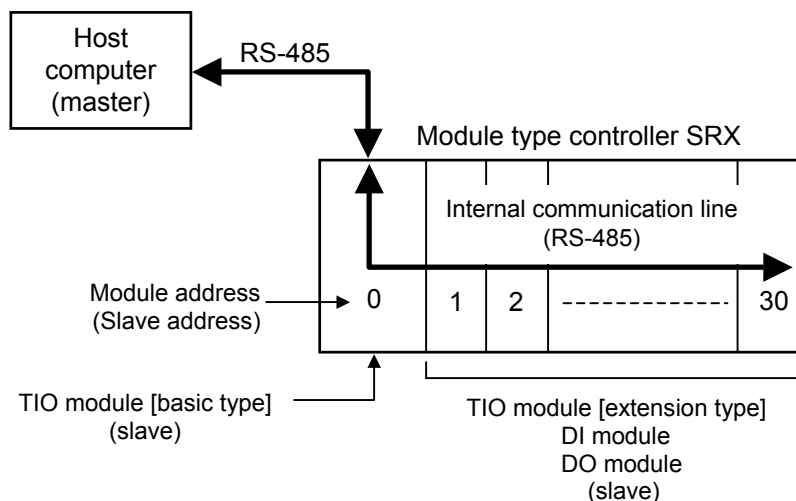 Host
computer
(master)
RS-485
Module type controller SRX
Internal communication line
(RS-485)
Module address
(Slave address)
0
1
2
30
TIO module [basic type]
(slave)
TIO module [extension type]
DI module
DO module
(slave)